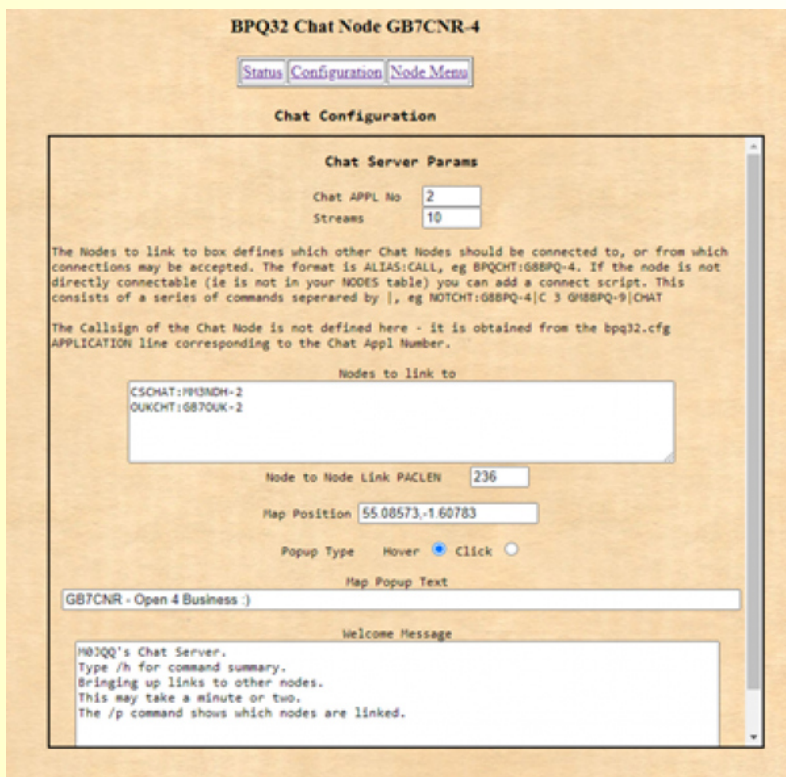 BPQ32 Chat Node GB7CNR-4
Status Configuration Node Menu
Chat Configuration
Chat Server Params
Chat APPL No 2
Streams 10
The Nodes to link to box defines which other Chat Nodes should be connected to, or from which
connections may be accepted. The format is ALIAS:CALL, eg BPQCHT:G8BPQ-4. If the node is not
directly connectable (ie is not in your NODES table) you can add a connect script. This
consists of a series of commands seperared by |, eg NOTCHT:G8BPQ-4|C 3 GM8BPQ-9|CHAT
The Callsign of the Chat Node is not defined here - it is obtained from the bpq32.cfg
APPLICATION line corresponding to the Chat Appl Number.
Nodes to link to
CSCHAT:MM3NDH-2
OUKCHT:GB7OUK-2
Node to Node Link PACLEN 236
Map Position 55.08573,-1.60783
Popup Type Hover Click
Map Popup Text
GB7CNR - Open 4 Business :)
Welcome Message
Chat Server.
Type /h for command summary.
Bringing up links to other nodes.
This may take a minute or two.
The /p command shows which nodes are linked.